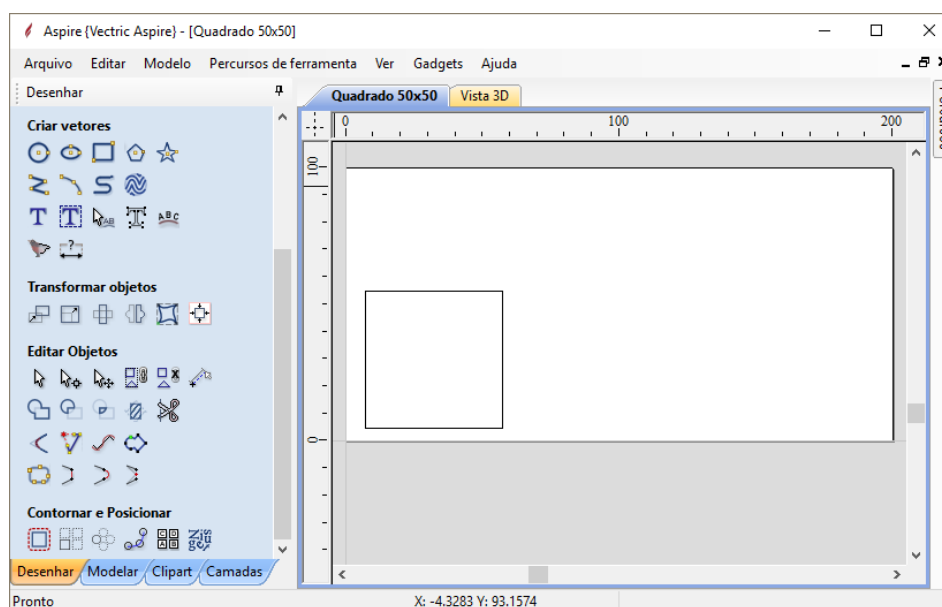 Aspire {Vectric Aspire} - [Quadrado 50x50]
Arquivo Editar Modelo Percursos de ferramenta Ver Gadgets Ajuda
Desenhar
Quadrado 50x50 Vista 3D
0 100 200
Criar vetores
100
T T AB T ABC
?
Transformar objetos
Editar Objetos
0
Contornar e Posicionar
Desenhar Modelar Clipart Camadas
Pronto X: -4.3283 Y: 93.1574